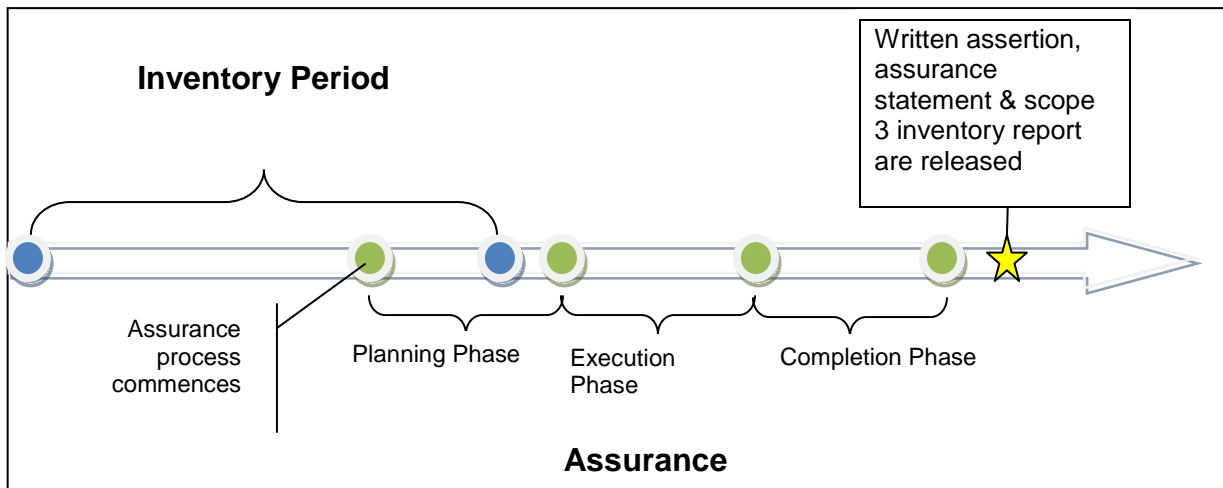 Inventory Period
Written assertion,
assurance
statement & scope
3 inventory report
are released
Assurance
process
commences
Planning Phase
Execution
Phase
Completion Phase
Assurance